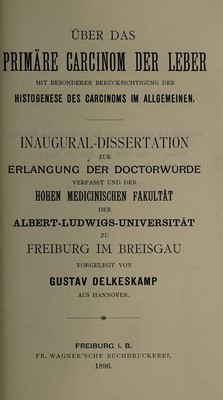 ÜBER DAS
PRIMÄRE CARCINOM DER LEBER
MIT BESONDERER BERÜCKSICHTIGUNG DER
HISTOGENESE DES CARCINOMS IM ALLGEMEINEN.
INAUGURAL-DISSERTATION
ZUR
ERLANGUNG DER DOCTORWÜRDE
VERFASST UND DER
HOHEN MEDICINISCHEN FAKULTÄT
DER
ALBERT-LUDWIGS-UNIVERSITÄT
ZU
FREIBURG IM BREISGAU
VORGELEGT VON
GUSTAV DELKESKAMP
AUS HANNOVER.
FREIBURG i. B.
FR. WAGNER'SCHE BUCHDRUCKEREI.
1896.